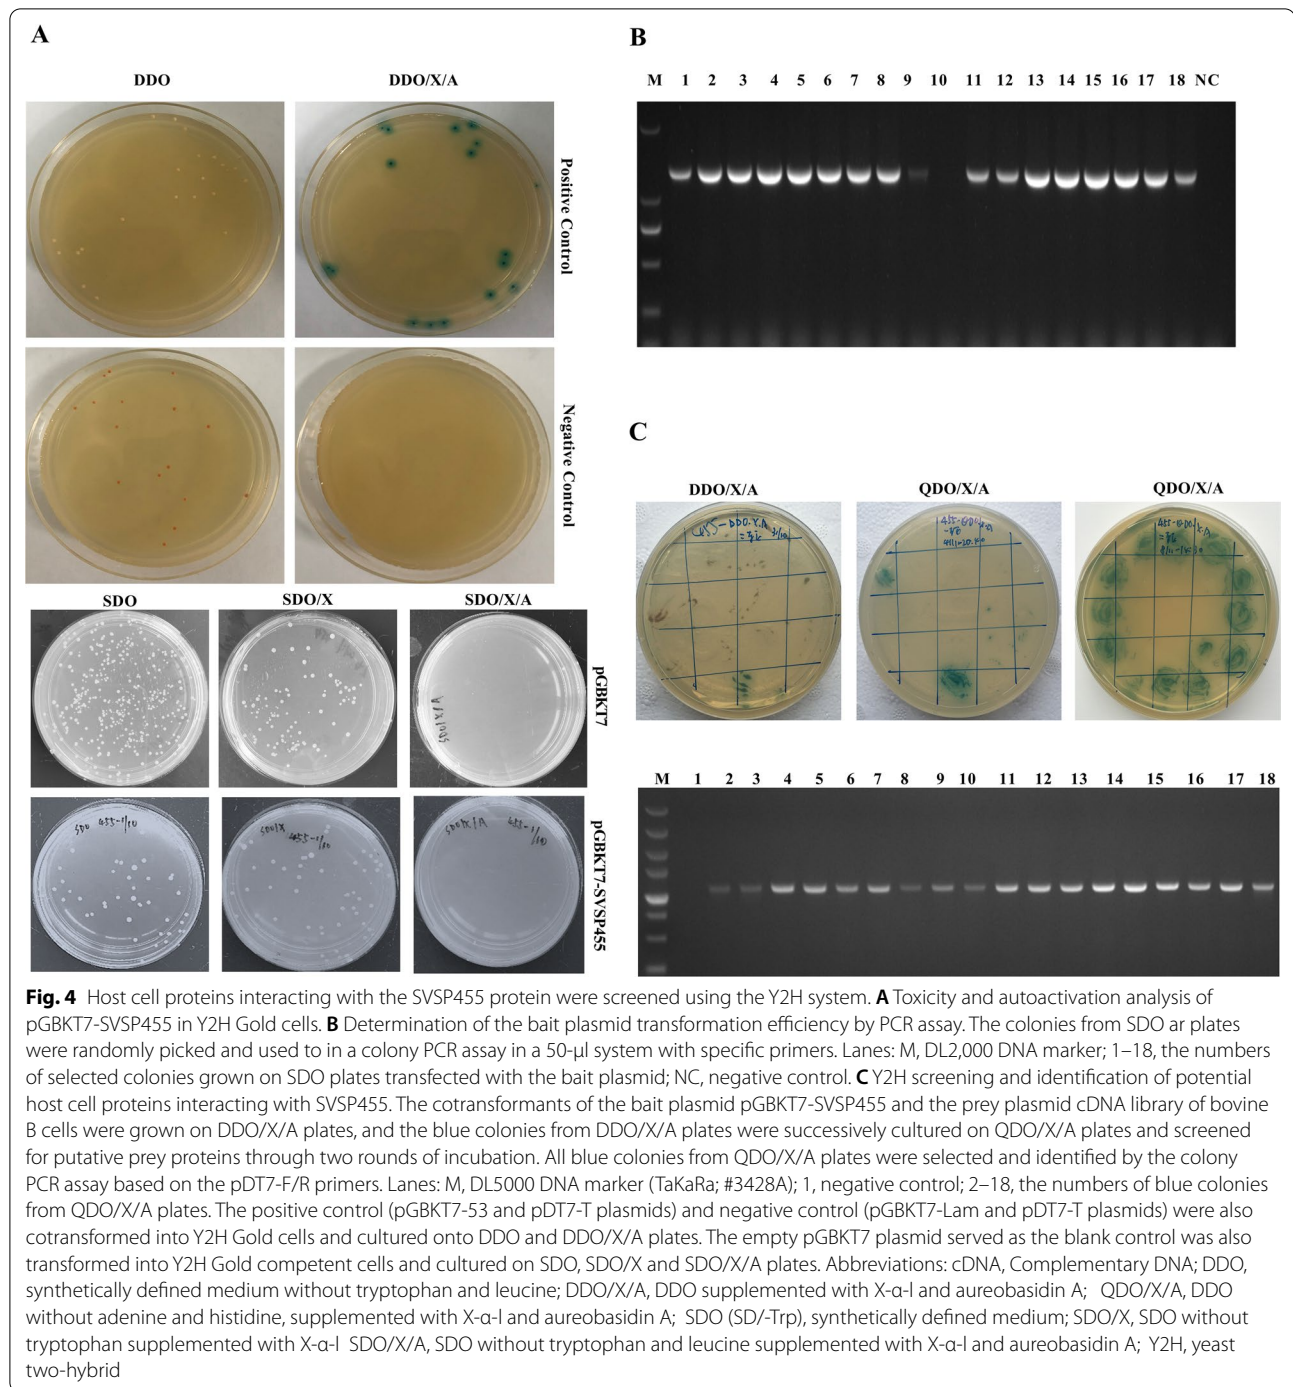 A
DDO
DDO/X/A
Positive Control
Negative Control
SDO
SDO/X
SDO/X/A
pGBKT7
SDO 455-1/10
SDO/X
455-1/10
SDO/X/A 455-1/10
pGBKT7-SVSP455
B
M 1 2 3 4 5 6 7 8 9 10 11 12 13 14 15 16 17 18 NC
C
DDO/X/A
QDO/X/A
QDO/X/A
M 1 2 3 4 5 6 7 8 9 10 11 12 13 14 15 16 17 18
Fig. 4 Host cell proteins interacting with the SVSP455 protein were screened using the Y2H system. A Toxicity and autoactivation analysis of
pGBKT7-SVSP455 in Y2H Gold cells. B Determination of the bait plasmid transformation efficiency by PCR assay. The colonies from SDO ar plates
were randomly picked and used to in a colony PCR assay in a 50-µl system with specific primers. Lanes: M, DL2,000 DNA marker; 1–18, the numbers
of selected colonies grown on SDO plates transfected with the bait plasmid; NC, negative control. C Y2H screening and identification of potential
host cell proteins interacting with SVSP455. The cotransformants of the bait plasmid pGBKT7-SVSP455 and the prey plasmid cDNA library of bovine
B cells were grown on DDO/X/A plates, and the blue colonies from DDO/X/A plates were successively cultured on QDO/X/A plates and screened
for putative prey proteins through two rounds of incubation. All blue colonies from QDO/X/A plates were selected and identified by the colony
PCR assay based on the pDT7-F/R primers. Lanes: M, DL5000 DNA marker (TaKaRa; #3428A); 1, negative control; 2–18, the numbers of blue colonies
from QDO/X/A plates. The positive control (pGBKT7-53 and pDT7-T plasmids) and negative control (pGBKT7-Lam and pDT7-T plasmids) were also
cotransformed into Y2H Gold cells and cultured onto DDO and DDO/X/A plates. The empty pGBKT7 plasmid served as the blank control was also
transformed into Y2H Gold competent cells and cultured on SDO, SDO/X and SDO/X/A plates. Abbreviations: cDNA, Complementary DNA; DDO,
synthetically defined medium without tryptophan and leucine; DDO/X/A, DDO supplemented with X-α-l and aureobasidin A; QDO/X/A, DDO
without adenine and histidine, supplemented with X-α-l and aureobasidin A; SDO (SD/-Trp), synthetically defined medium; SDO/X, SDO without
tryptophan supplemented with X-α-l SDO/X/A, SDO without tryptophan and leucine supplemented with X-α-l and aureobasidin A; Y2H, yeast
two-hybrid